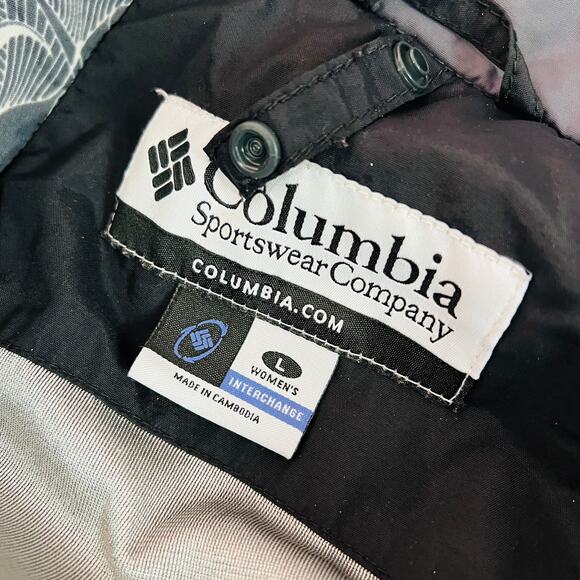 Columbia
Sportswear Company
COLUMBIA.COM
L
WOMEN'S
INTERCHANGE
MADE IN CAMBODIA